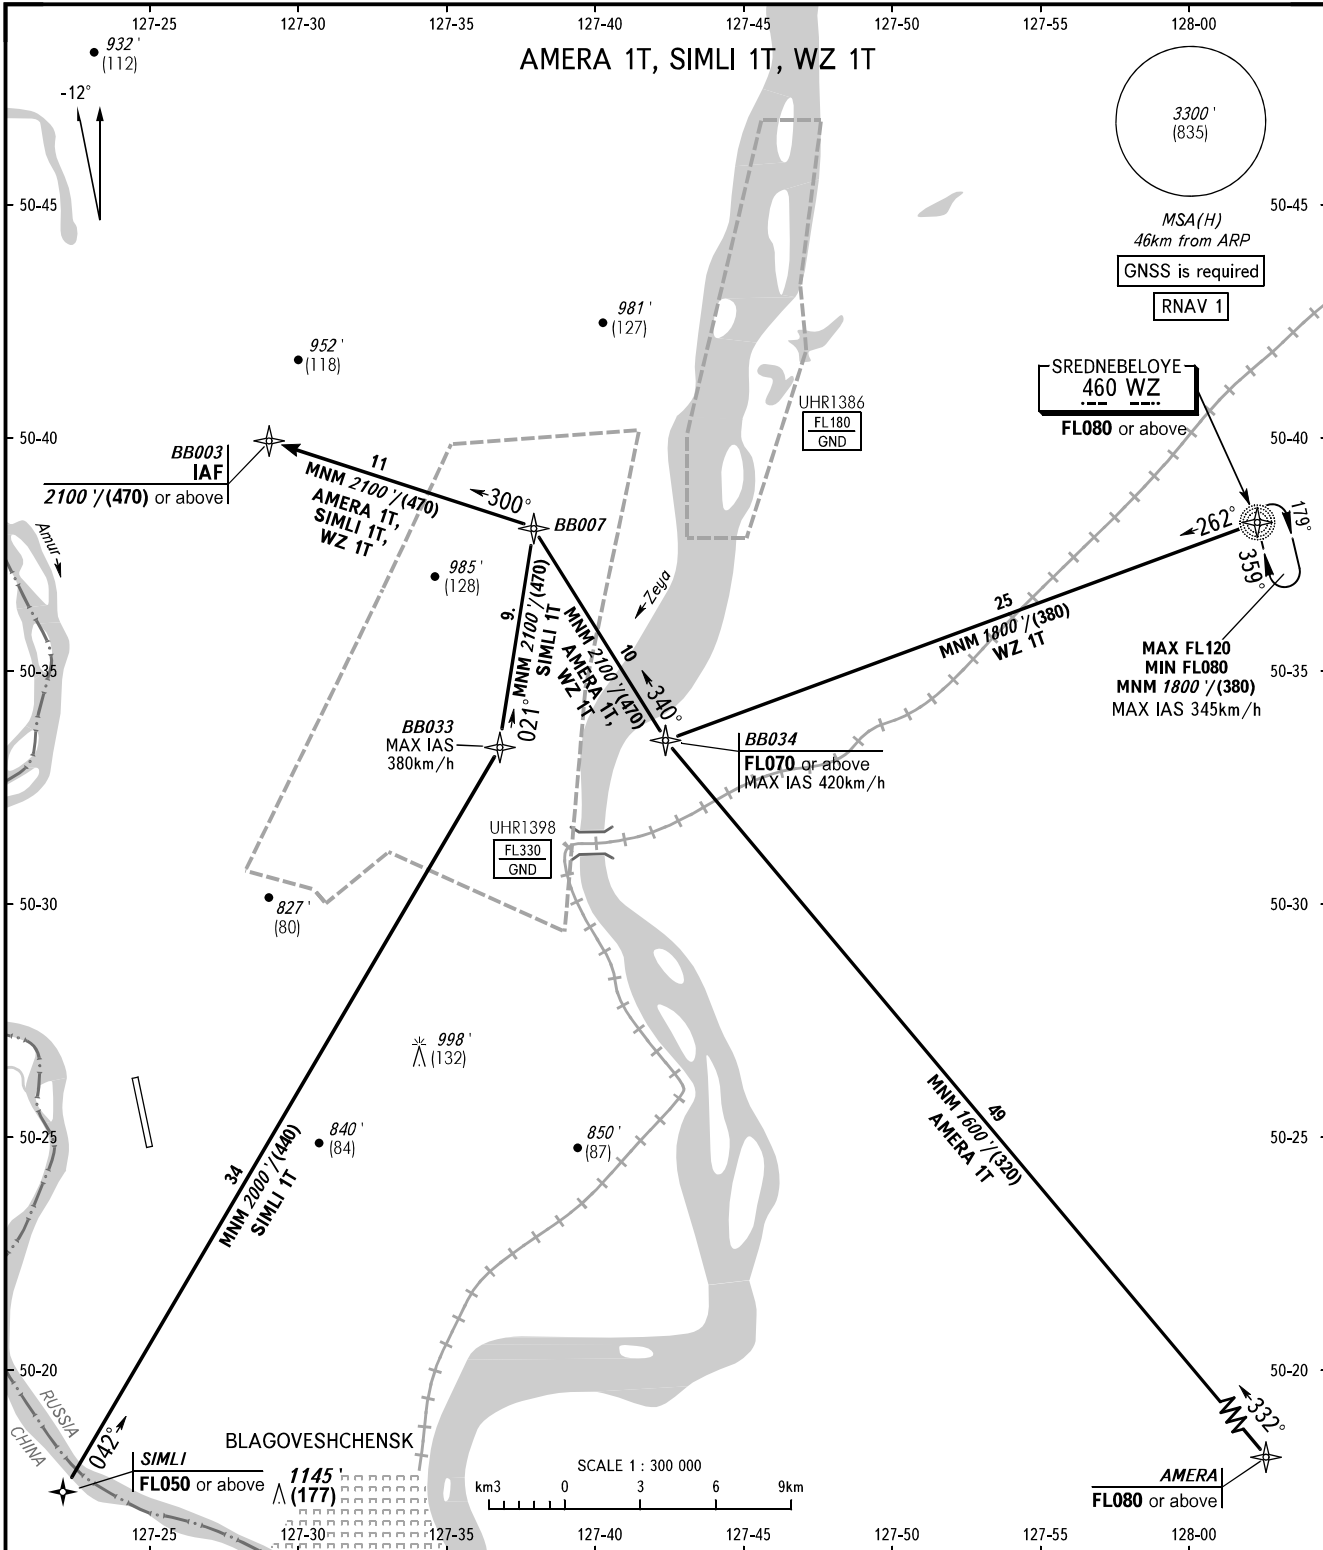 127-25
127-30
127-35
127-40
127-45
127-50
127-55
128-00
AMERA 1T, SIMLI 1T, WZ 1T
932'
(112)
-12°
3300'
(835)
MSA(H)
46km from ARP
GNSS is required
RNAV 1
50-45
50-45
981'
(127)
952'
(118)
SREDNEBELOYE
460 WZ
FL080 or above
UHR1386
FL180
GND
50-40
50-40
BB003
IAF
2100'/(470) or above
11
MNM 2100'/(470)
AMERA 1T,
SIMLI 1T,
WZ 1T
300°
BB007
262°
179°
359°
Amur
985'
(128)
Zeya
9.
MNM 2100'/(470)
SIMLI 1T
021°
10
MNM 2100'/(470)
AMERA 1T,
WZ 1T
340°
25
MNM 1800'/(380)
WZ 1T
MAX FL120
MIN FL080
MNM 1800'/(380)
MAX IAS 345km/h
50-35
50-35
BB033
MAX IAS
380km/h
BB034
FL070 or above
MAX IAS 420km/h
UHR1398
FL330
GND
50-30
50-30
827'
(80)
998'
(132)
840'
(84)
850'
(87)
50-25
50-25
34
MNM 2000'/(440)
SIMLI 1T
49
MNM 1600'/(320)
AMERA 1T
50-20
50-20
RUSSIA
CHINA
042°
332°
BLAGOVESHCHENSK
SIMLI
FL050 or above
1145'
(177)
SCALE 1 : 300 000
km3
0
3
6
9km
AMERA
FL080 or above
127-25
127-30
127-35
127-40
127-45
127-50
127-55
128-00